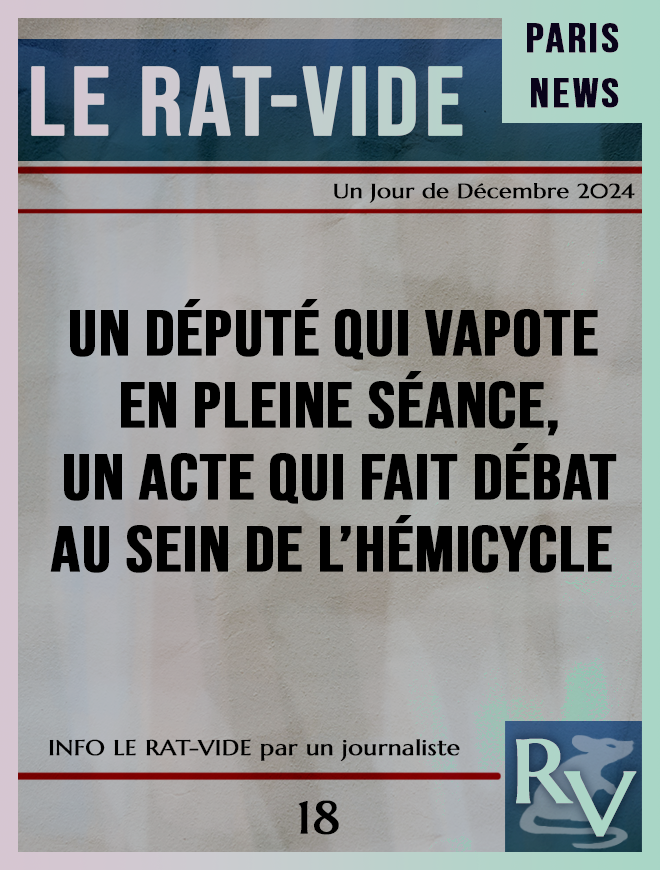 PARIS
NEWS
LE RAT-VIDE
Un Jour de Décembre 2024
UN DÉPUTÉ QUI VAPOTE
EN PLEINE SÉANCE,
UN ACTE QUI FAIT DÉBAT
AU SEIN DE L'HÉMICYCLE
INFO LE RAT-VIDE par un journaliste
RV
18